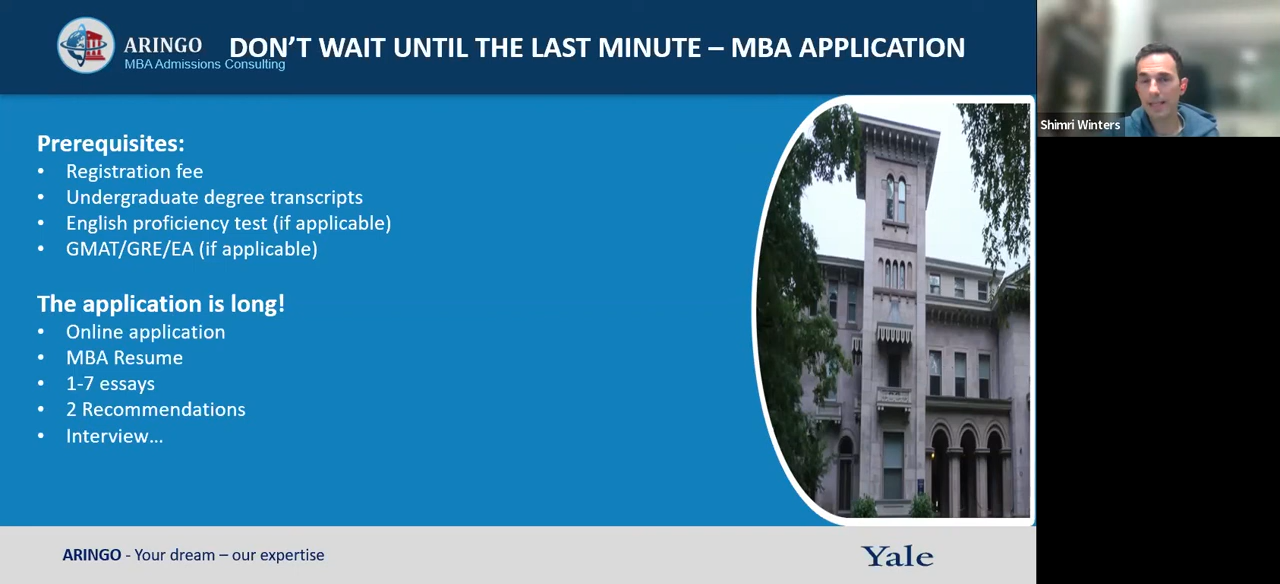 ARINGO
MBA Admissions Consulting
DON'T WAIT UNTIL THE LAST MINUTE – MBA APPLICATION
Shimri Winters
Prerequisites:
• Registration fee
• Undergraduate degree transcripts
• English proficiency test (if applicable)
• GMAT/GRE/EA (if applicable)
The application is long!
• Online application
• MBA Resume
• 1-7 essays
• 2 Recommendations
• Interview...
ARINGO - Your dream – our expertise
Yale